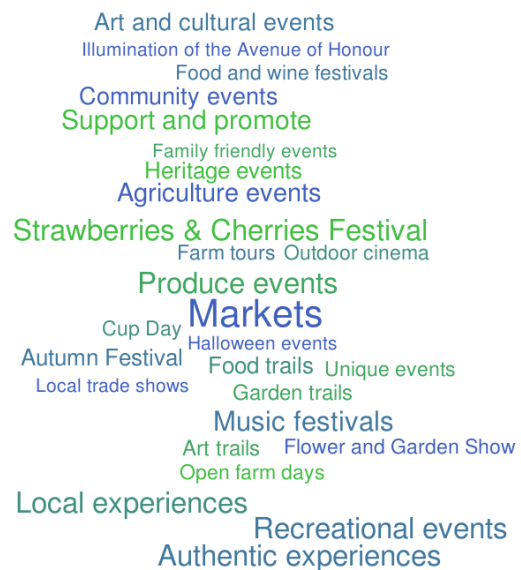 Art and cultural events
Illumination of the Avenue of Honour
Food and wine festivals
Community events
Support and promote
Family friendly events
Heritage events
Agriculture events
Strawberries & Cherries Festival
Farm tours Outdoor cinema
Produce events
Markets
Cup Day
Halloween events
Autumn Festival
Food trails Unique events
Local trade shows
Garden trails
Music festivals
Art trails Flower and Garden Show
Open farm days
Local experiences
Recreational events
Authentic experiences